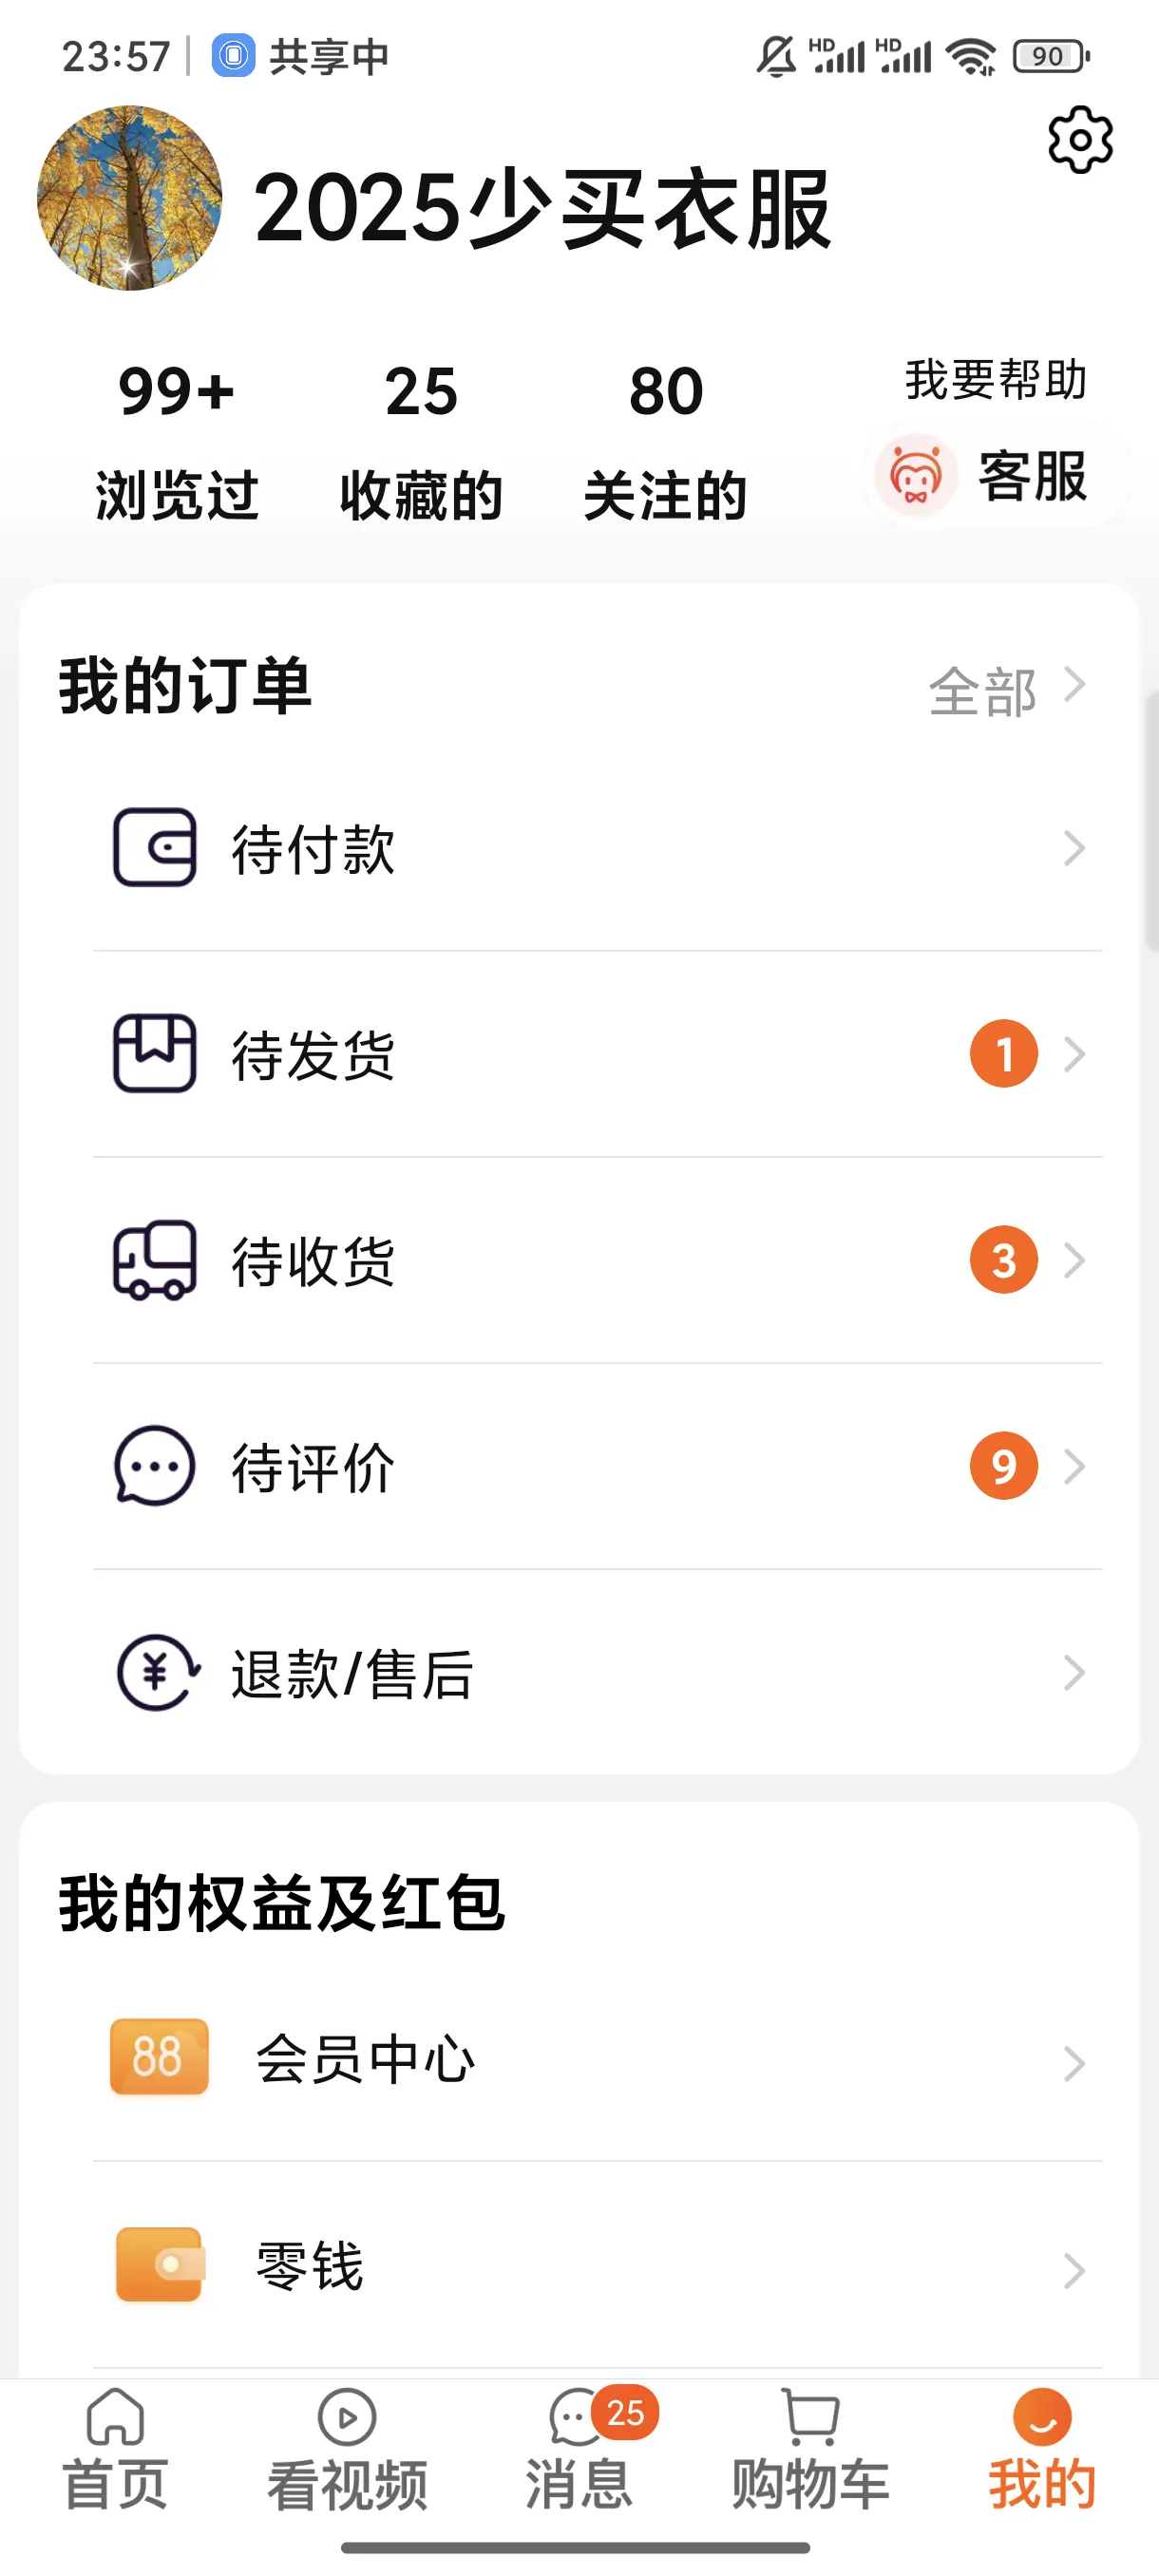 23:57 共享中 HD HD 90
2025少买衣服
99+ 25 80
浏览过 收藏的 关注的
我要帮助
客服
我的订单 全部
待付款
待发货 1
待收货 3
待评价 9
退款/售后
我的权益及红包
88 会员中心
零钱
25
首页 看视频 消息 购物车 我的